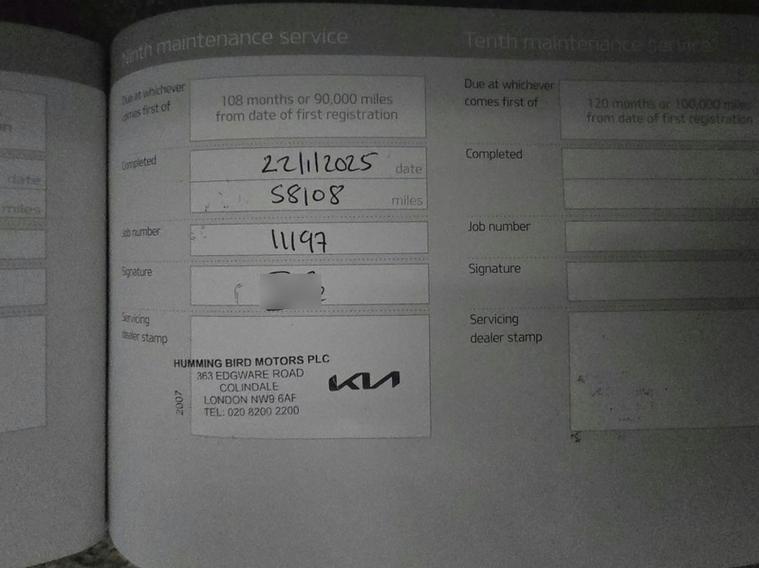 Ninth maintenance service
Due at whichever
comes first of
108 months or 90,000 miles
from date of first registration
Completed
22/1/2025 date
58108 miles
Job number
11197
Signature
Servicing
dealer stamp
HUMMING BIRD MOTORS PLC
363 EDGWARE ROAD
COLINDALE
LONDON NW9 6AF
TEL: 020 8200 2200
2007
KIA
Tenth maintenance service
Due at whichever
comes first of
120 months or 100,000 miles
from date of first registration
Completed
Job number
Signature
Servicing
dealer stamp
date
miles